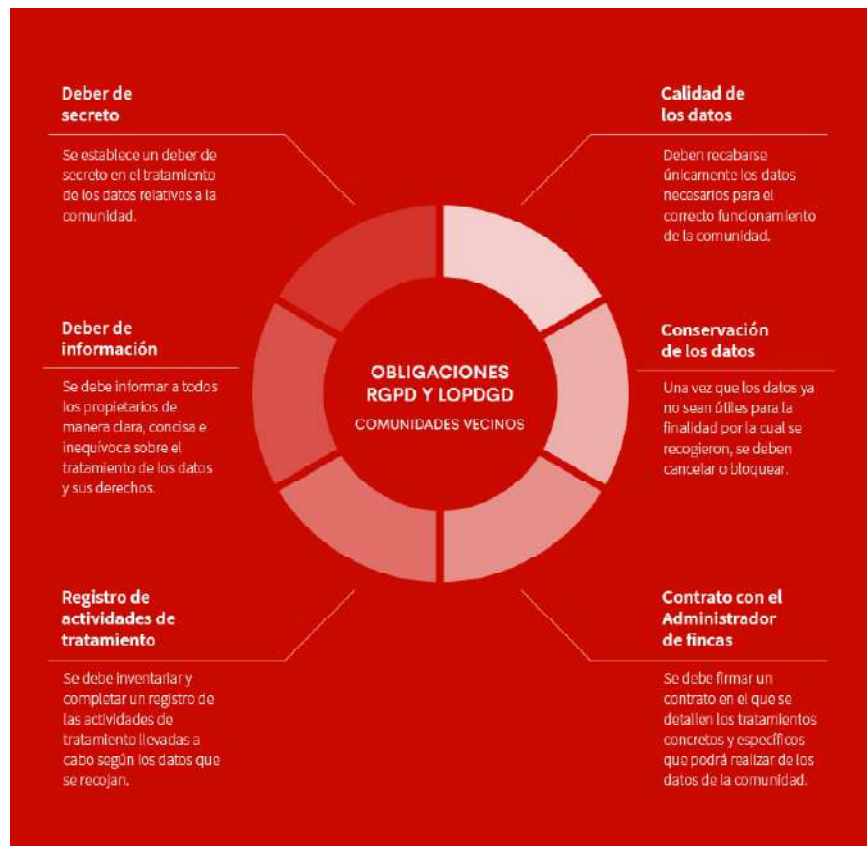 Deber de
secreto
Se establece un deber de
secreto en el tratamiento
de los datos relativos a la
comunidad.
Calidad de
los datos
Deben recabarse
únicamente los datos
necesarios para el
correcto funcionamiento
de la comunidad.
Deber de
información
Se debe informar a todos
los propietarios de
manera clara, concisa e
inequívoca sobre el
tratamiento de los datos
y sus derechos.
OBLIGACIONES
RGPD Y LOPDGD
COMUNIDADES VECINOS
Conservación
de los datos
Una vez que los datos ya
no sean útiles para la
finalidad por la cual se
recogieron, se deben
cancelar o bloquear.
Registro de
actividades de
tratamiento
Se debe inventariar y
completar un registro de
las actividades de
tratamiento llevadas a
cabo según los datos que
se recojan.
Contrato con el
Administrador
de fincas
Se debe firmar un
contrato en el que se
detallen los tratamientos
concretos y específicos
que podrá realizar de los
datos de la comunidad.